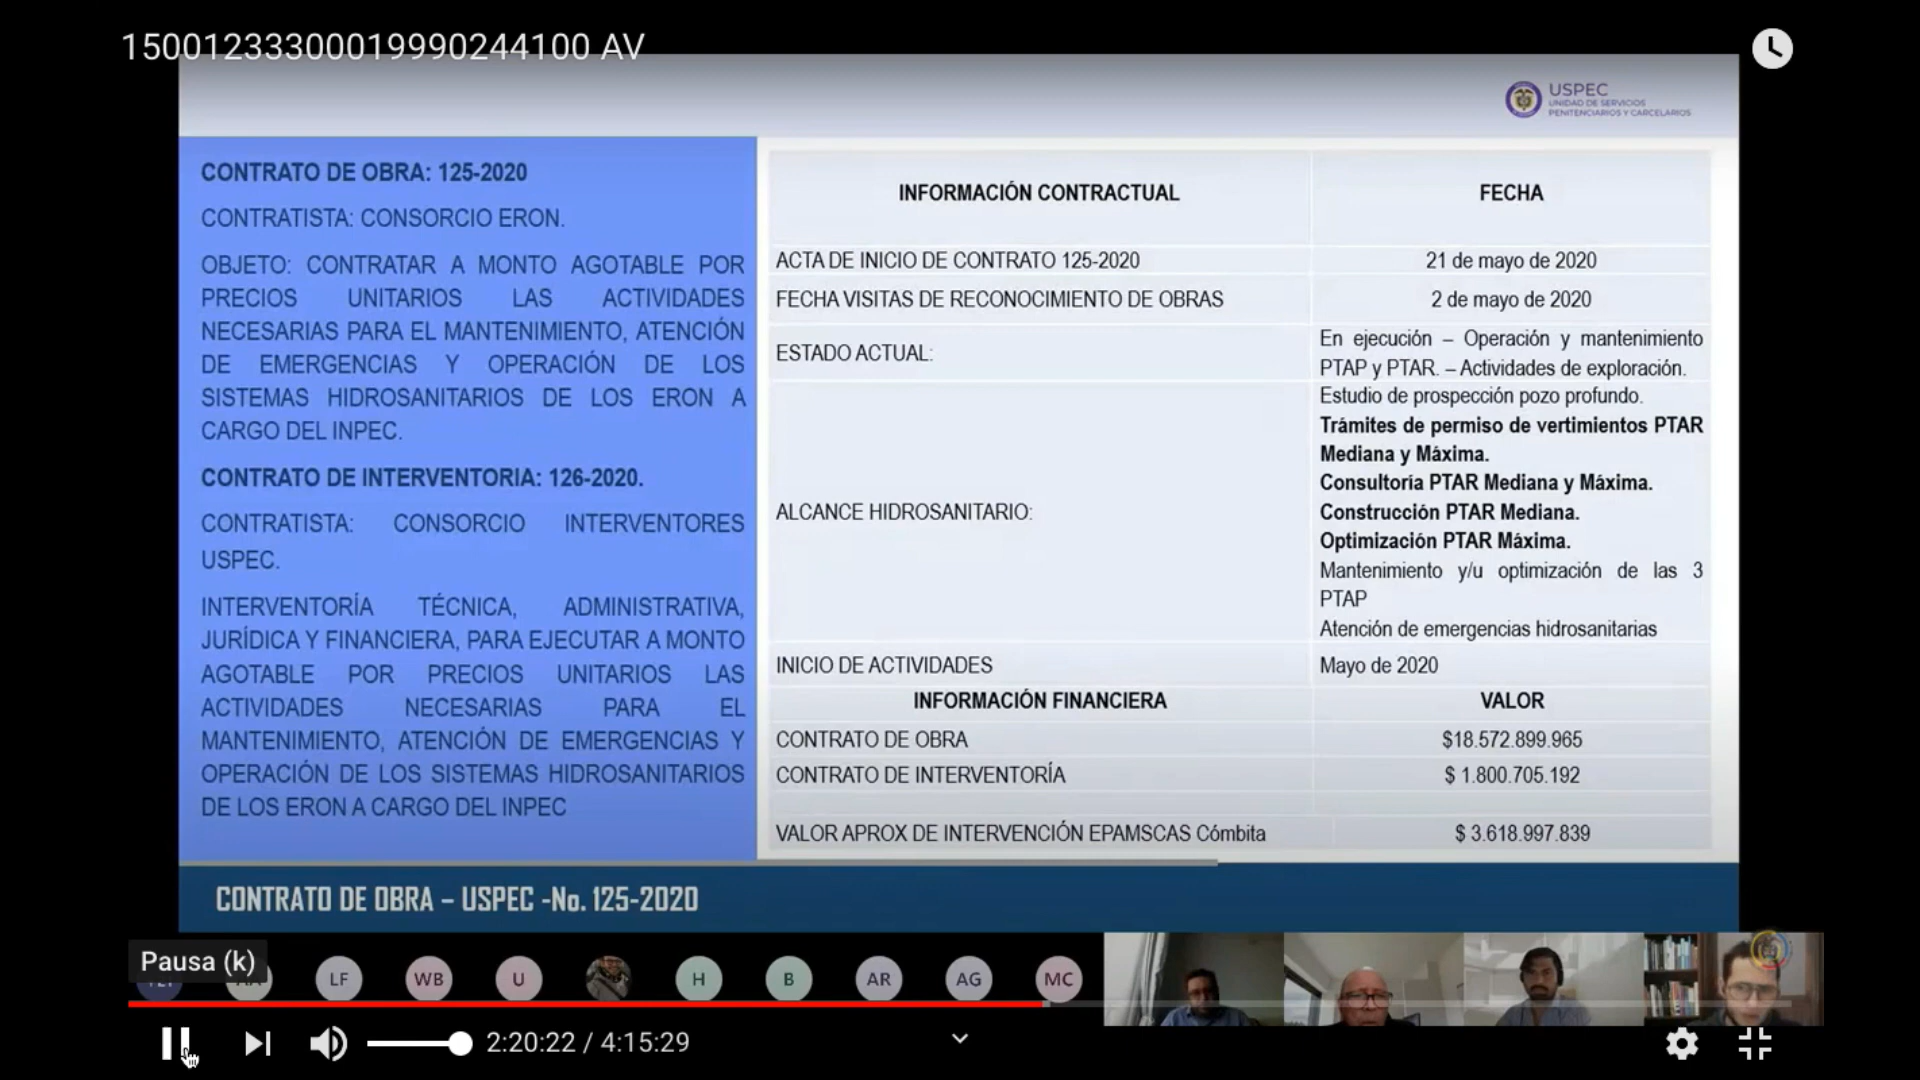 15001233300019990244100 AV
USPEC
UNIDAD DE SERVICIOS
PENITENCIARIOS Y CARCELARIOS
CONTRATO DE OBRA: 125-2020
CONTRATISTA: CONSORCIO ERON.
OBJETO: CONTRATAR A MONTO AGOTABLE POR
PRECIOS UNITARIOS LAS ACTIVIDADES
NECESARIAS PARA EL MANTENIMIENTO, ATENCIÓN
DE EMERGENCIAS Y OPERACIÓN DE LOS
SISTEMAS HIDROSANITARIOS DE LOS ERON A
CARGO DEL INPEC.
CONTRATO DE INTERVENTORIA: 126-2020.
CONTRATISTA: CONSORCIO INTERVENTORES
USPEC.
INTERVENTORÍA TÉCNICA, ADMINISTRATIVA,
JURÍDICA Y FINANCIERA, PARA EJECUTAR A MONTO
AGOTABLE POR PRECIOS UNITARIOS LAS
ACTIVIDADES NECESARIAS PARA EL
MANTENIMIENTO, ATENCIÓN DE EMERGENCIAS Y
OPERACIÓN DE LOS SISTEMAS HIDROSANITARIOS
DE LOS ERON A CARGO DEL INPEC
INFORMACIÓN CONTRACTUAL FECHA
ACTA DE INICIO DE CONTRATO 125-2020 21 de mayo de 2020
FECHA VISITAS DE RECONOCIMIENTO DE OBRAS 2 de mayo de 2020
ESTADO ACTUAL:
En ejecución – Operación y mantenimiento
PTAP y PTAR. – Actividades de exploración.
ALCANCE HIDROSANITARIO:
Estudio de prospección pozo profundo.
Trámites de permiso de vertimientos PTAR
Mediana y Máxima.
Consultoría PTAR Mediana y Máxima.
Construcción PTAR Mediana.
Optimización PTAR Máxima.
Mantenimiento y/u optimización de las 3
PTAP
Atención de emergencias hidrosanitarias
INICIO DE ACTIVIDADES Mayo de 2020
INFORMACIÓN FINANCIERA VALOR
CONTRATO DE OBRA $18.572.899.965
CONTRATO DE INTERVENTORÍA $ 1.800.705.192
VALOR APROX DE INTERVENCIÓN EPAMSCAS Cómbita $ 3.618.997.839
CONTRATO DE OBRA – USPEC -No. 125-2020
Pausa (k)
LF WB U H B AR AG MC
2:20:22 / 4:15:29